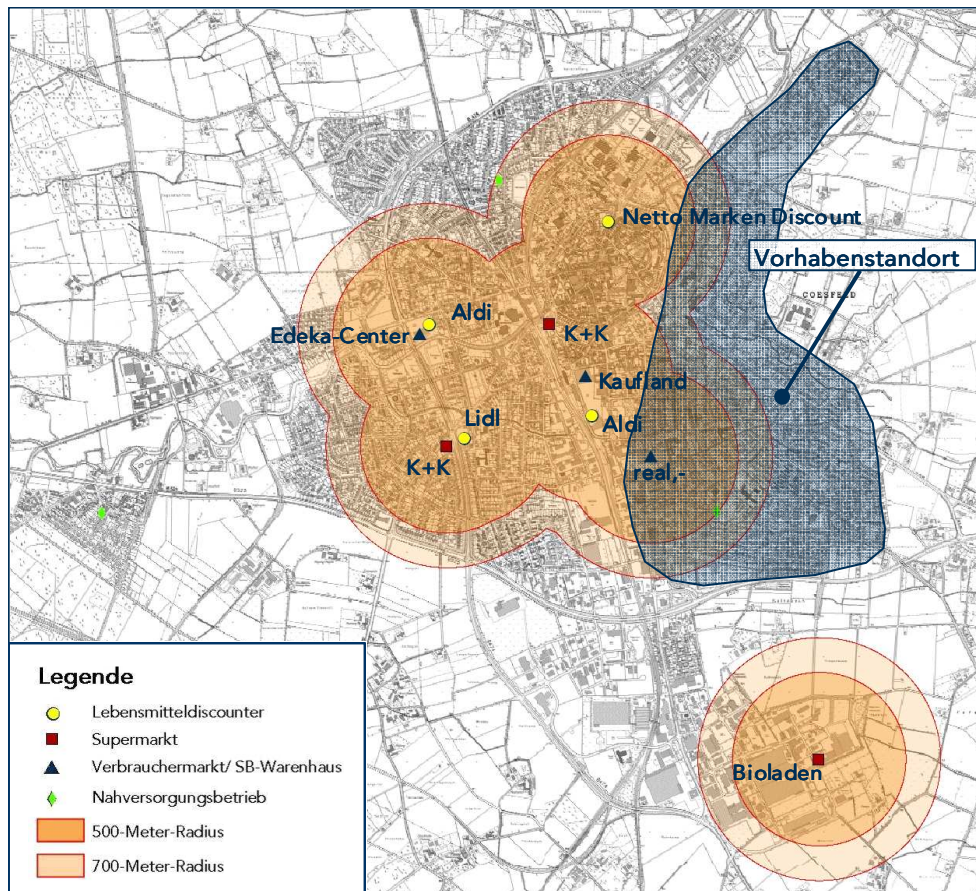 Netto Marken Discount
Vorhabenstandort
COESFELD
Aldi
Edeka-Center
K+K
Kaufland
Lidl
Aldi
K+K
real,-
Bioladen
Legende
Lebensmitteldiscounter
Supermarkt
Verbrauchermarkt/ SB-Warenhaus
Nahversorgungsbetrieb
500-Meter-Radius
700-Meter-Radius